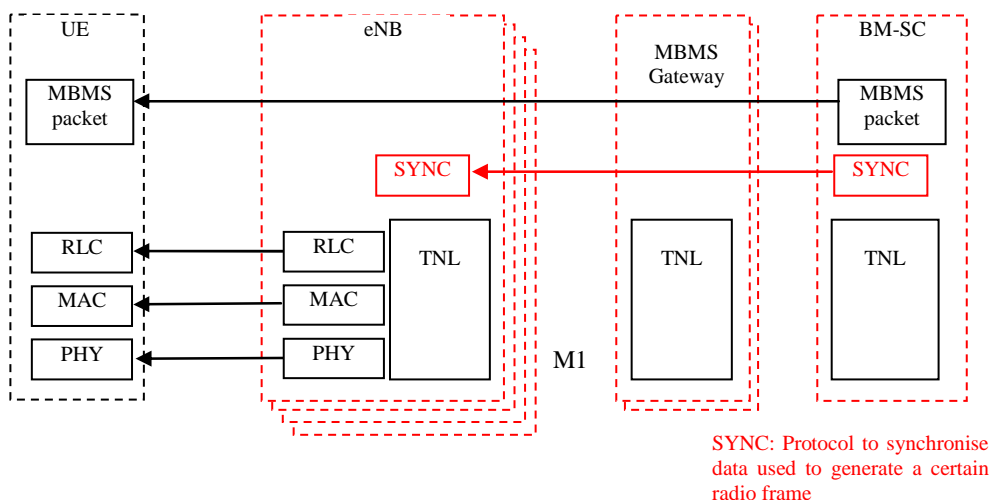 UE
eNB
MBMS
Gateway
BM-SC
MBMS
packet
MBMS
packet
SYNC
SYNC
RLC
RLC
TNL
TNL
TNL
MAC
MAC
PHY
PHY
M1
SYNC: Protocol to synchronise
data used to generate a certain
radio frame